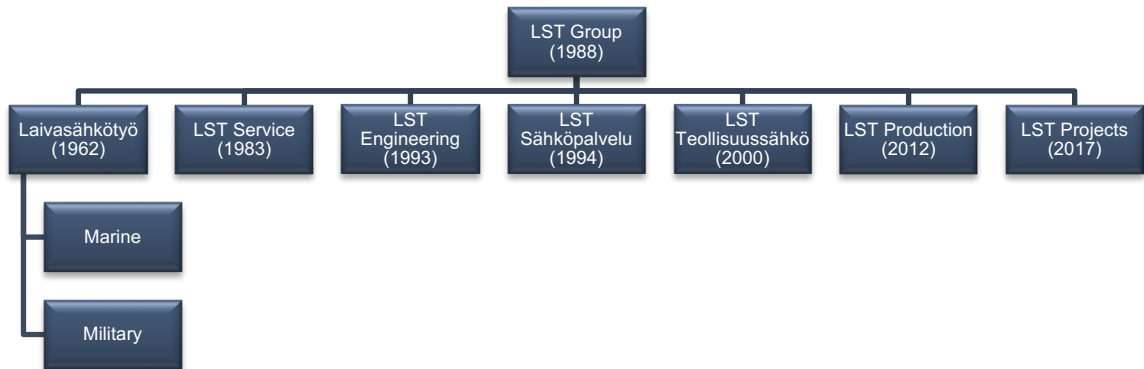 LST Group
(1988)
Laivasähkötyö
(1962)
LST Service
(1983)
LST
Engineering
(1993)
LST
Sähköpalvelu
(1994)
LST
Teollisuussähkö
(2000)
LST Production
(2012)
LST Projects
(2017)
Marine
Military